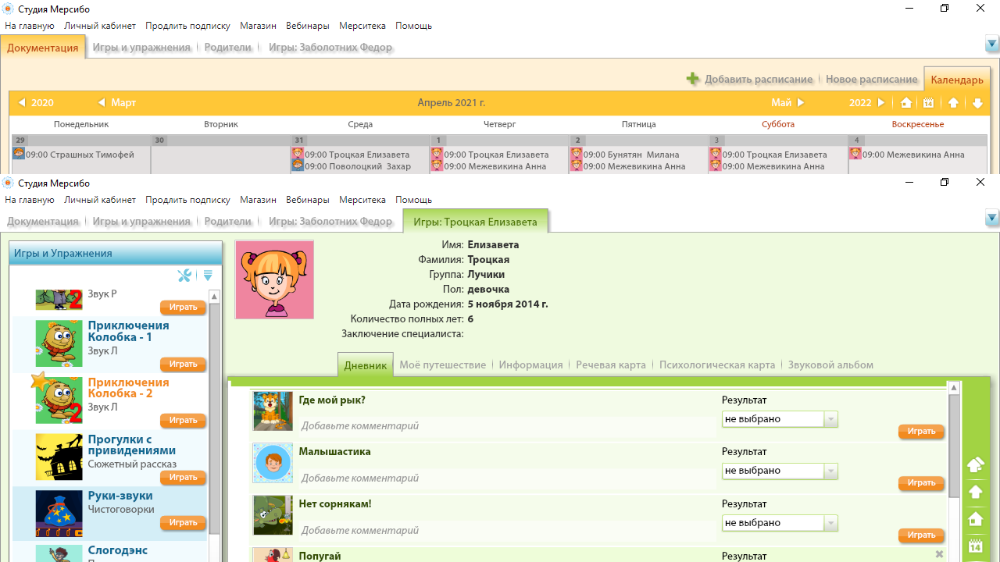 Студия Мерсибо
На главную Личный кабинет Продлить подписку Магазин Вебинары Мерситека Помощь
Документация Игры и упражнения Родители Игры: Заболотних Федор
Добавить расписание Новое расписание Календарь
2020 Март Апрель 2021 г. Май 2022
Понедельник Вторник Среда Четверг Пятница Суббота Воскресенье
29 30 31 1 2 3 4
09:00 Страшных Тимофей 09:00 Троцкая Елизавета 09:00 Троцкая Елизавета 09:00 Бунятян Милана 09:00 Троцкая Елизавета 09:00 Межевикина Анна
09:00 Поволоцкий Захар 09:00 Межевикина Анна 09:00 Межевикина Анна 09:00 Межевикина Анна
Студия Мерсибо
На главную Личный кабинет Продлить подписку Магазин Вебинары Мерситека Помощь
Документация Игры и упражнения Родители Игры: Заболотних Федор Игры: Троцкая Елизавета
Игры и Упражнения
2
Звук Р
Играть
Приключения
Колобка - 1
Звук Л
Играть
Приключения
Колобка - 2
2
Звук Л
Играть
Прогулки с
привидениями
Сюжетный рассказ
Играть
Руки-звуки
Чистоговорки
Играть
Слогодэнс
Имя: Елизавета
Фамилия: Троцкая
Группа: Лучики
Пол: девочка
Дата рождения: 5 ноября 2014 г.
Количество полных лет: 6
Заключение специалиста:
Дневник Моё путешествие Информация Речевая карта Психологическая карта Звуковой альбом
Где мой рык? Результат
Добавьте комментарий не выбрано
Играть
Малышастика Результат
Добавьте комментарий не выбрано
Играть
Нет сорнякам! Результат
Добавьте комментарий не выбрано
Играть
Попугай Результат